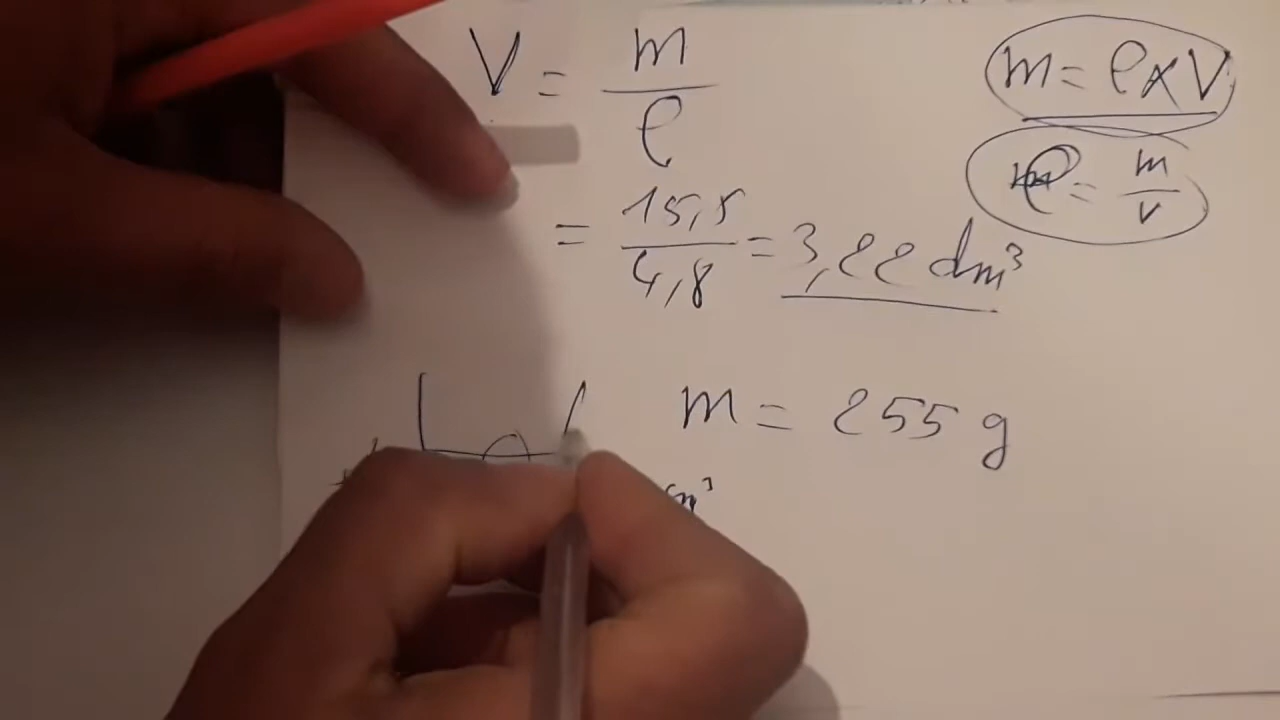 V = m / ρ
m = ρ x V
ρ = m / v
= 15,5 / 4,8 = 3,22 dm³
m = 255 g